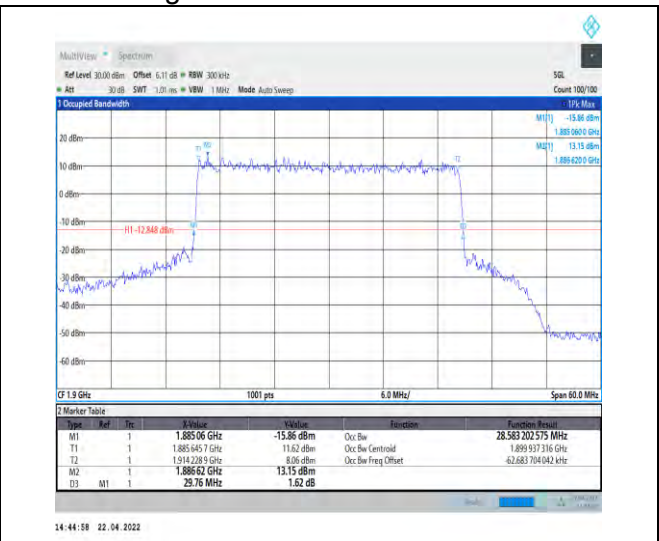 MultiView Spectrum
Ref Level 30.00 dBm Offset 6.11 dB RBW 300 kHz SGL
Att 30 dB SWT 1.01 ms VBW 1 MHz Mode Auto Sweep Count 100/100
1 Occupied Bandwidth 1Pk Max
M1[1] -15.86 dBm
1.885 060 0 GHz
M2[1] 13.15 dBm
1.886 620 0 GHz
20 dBm
T1 M2 T2
10 dBm
0 dBm
-10 dBm
H1 -12.848 dBm M1 D3
-20 dBm
-30 dBm
-40 dBm
-50 dBm
-60 dBm
CF 1.9 GHz 1001 pts 6.0 MHz/ Span 60.0 MHz
2 Marker Table
Type Ref Trc X-Value Y-Value Function Function Result
M1 1 1.885 06 GHz -15.86 dBm Occ Bw 28.583 202 575 MHz
T1 1 1.885 645 7 GHz 11.62 dBm Occ Bw Centroid 1.899 937 316 GHz
T2 1 1.914 228 9 GHz 8.06 dBm Occ Bw Freq Offset -62.683 704 042 kHz
M2 1 1.886 62 GHz 13.15 dBm
D3 M1 1 29.76 MHz 1.62 dB
14:44:58 22.04.2022